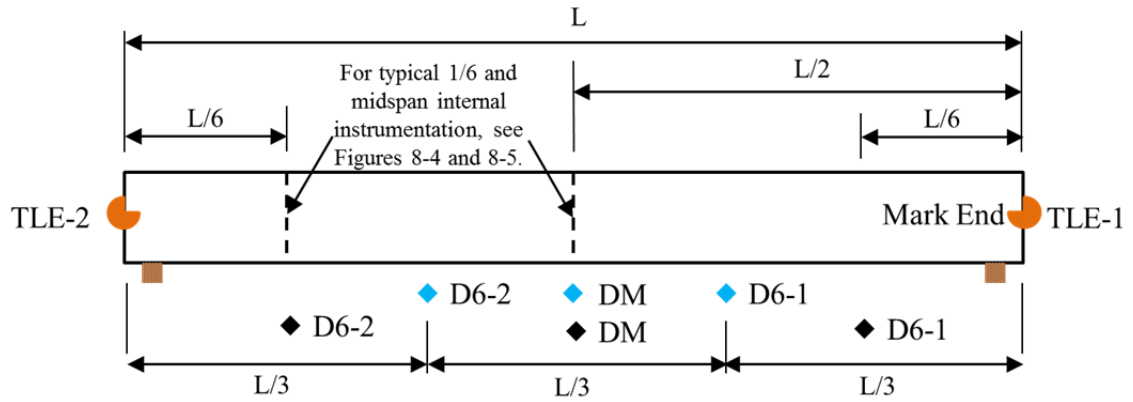 L
For typical 1/6 and
midspan internal
instrumentation, see
Figures 8-4 and 8-5.
L/2
L/6
L/6
TLE-2
Mark End
TLE-1
D6-2
DM
D6-1
D6-2
DM
D6-1
L/3
L/3
L/3